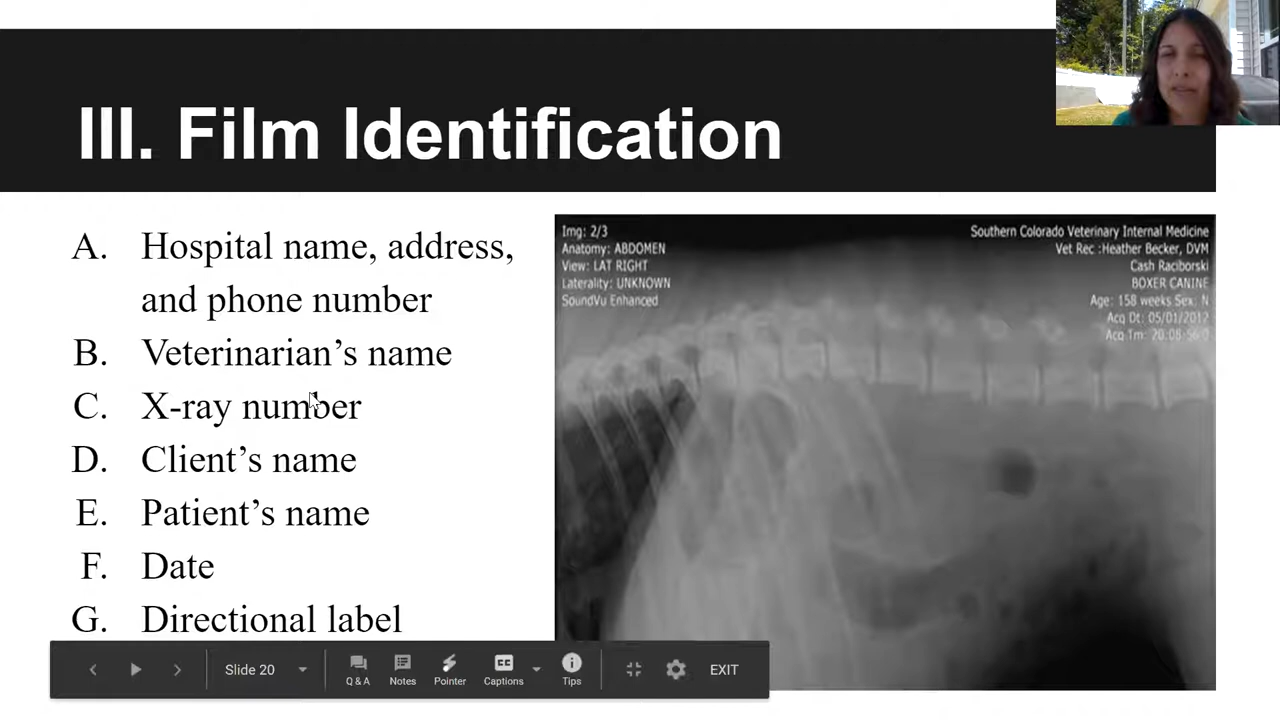 III. Film Identification
A. Hospital name, address,
and phone number
B. Veterinarian’s name
C. X-ray number
D. Client’s name
E. Patient’s name
F. Date
G. Directional label
Img: 2/3
Anatomy: ABDOMEN
View: LAT RIGHT
Laterality: UNKNOWN
SoundVu Enhanced
Southern Colorado Veterinary Internal Medicine
Vet Rec :Heather Becker, DVM
Cash Raciborski
BOXER CANINE
Age: 158 weeks Sex: N
Acq Dt: 05/01/2012
Acq Tm: 20:08:56.0
Slide 20
Q & A
Notes
Pointer
CC
Captions
Tips
EXIT